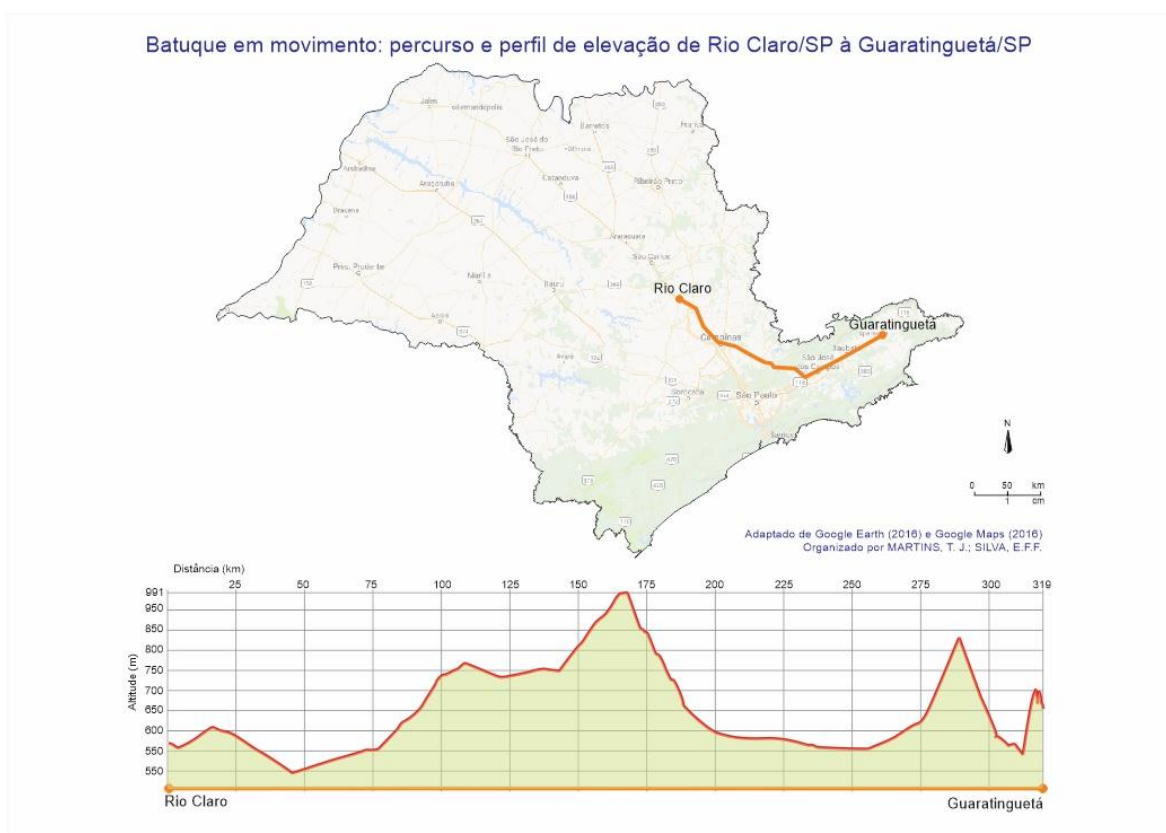 Batuque em movimento: percurso e perfil de elevação de Rio Claro/SP à Guaratinguetá/SP
Jales
Barretos
Franca
São José do
Rio Preto
Andradina
Araçatuba
Catanduva
Ribeirão Preto
Dracena
Araraquara
São Carlos
Pres. Prudente
Marília
Bauru
Rio Claro
Guaratinguetá
Assis
Campinas
Taubaté
São José
dos Campos
Sorocaba
São Paulo
Santos
N
0 50 km
1 cm
Adaptado de Google Earth (2016) e Google Maps (2016)
Organizado por MARTINS, T. J.; SILVA, E.F.F.
Distância (km)
25 50 75 100 125 150 175 200 225 250 275 300 319
Altitude (m)
991
950
850
800
750
700
650
600
550
550
Rio Claro
Guaratinguetá